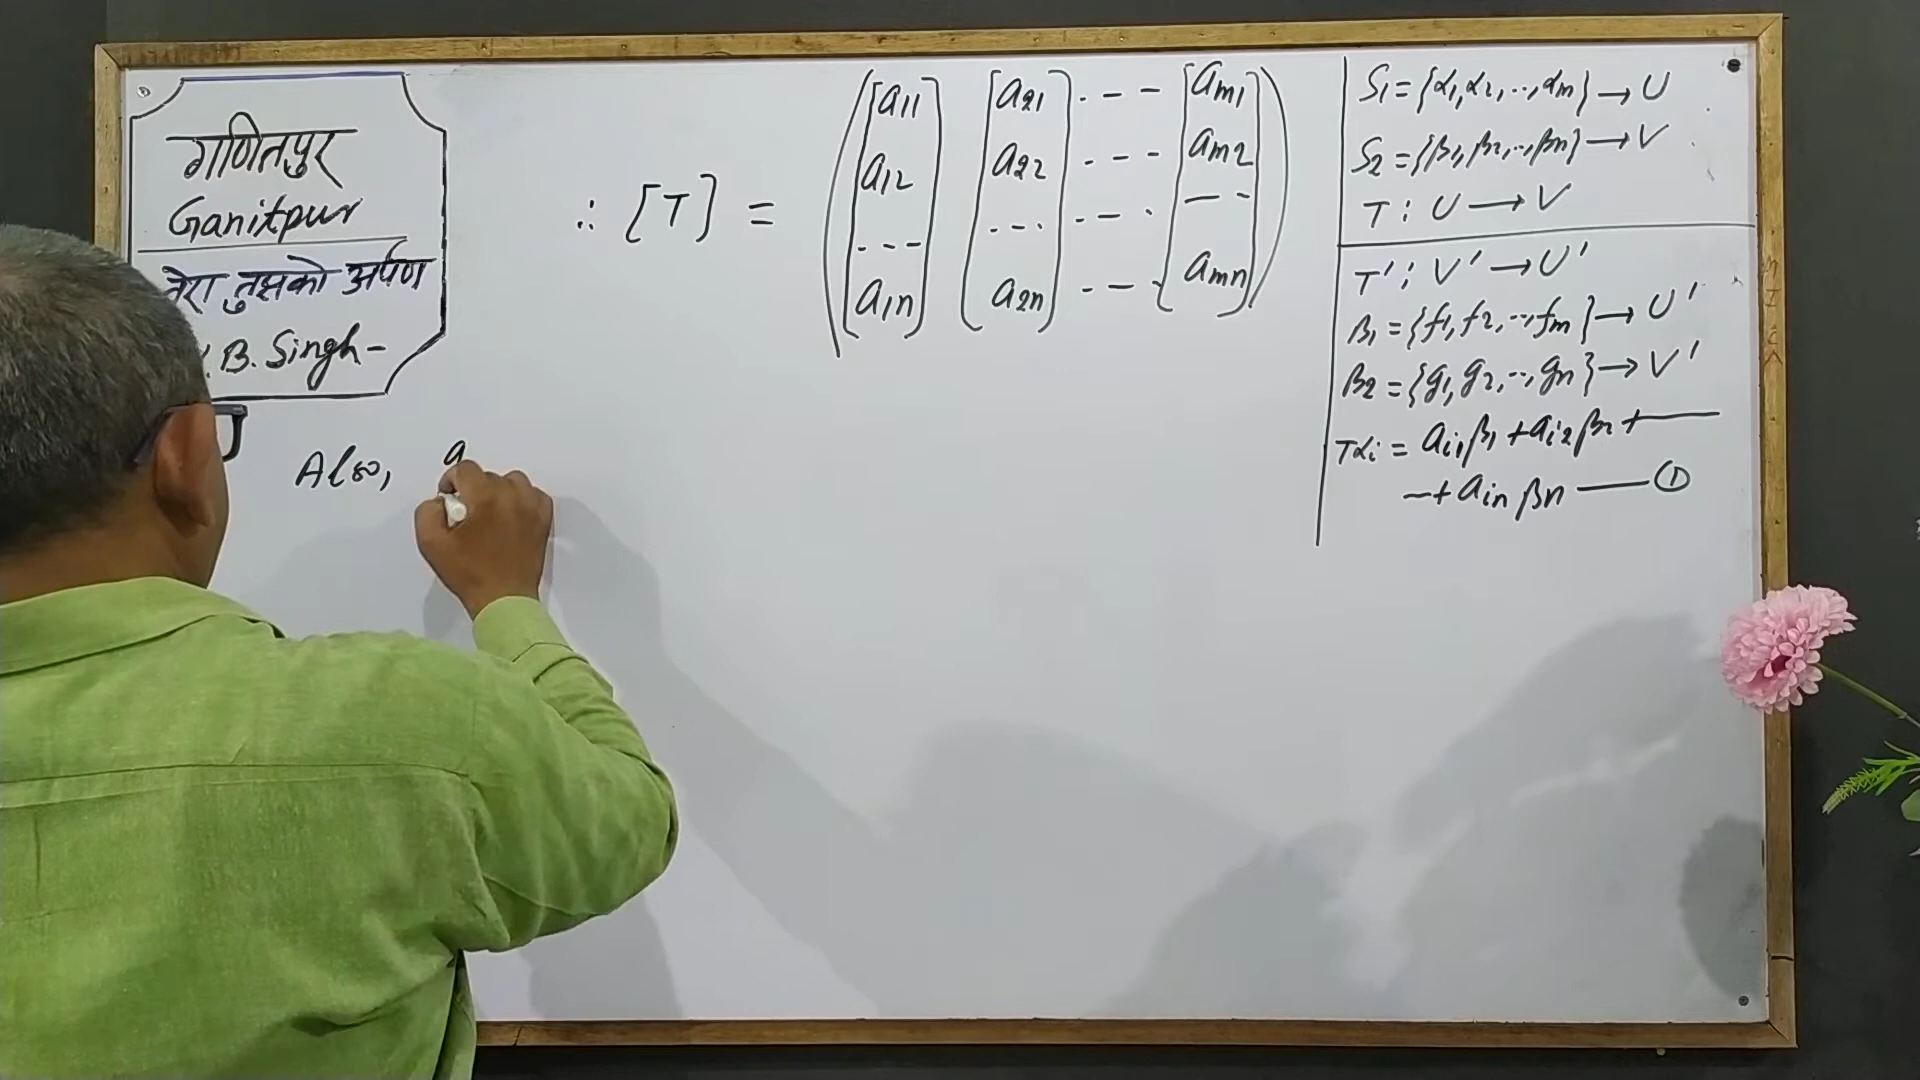 गणितपुर
Ganitpur
तेरा तुझको अर्पण
.B. Singh-
∴ [T] =
a11 a21 --- am1
a12 a22 --- am2
--- --- --- ---
a1n a2n --- amn
Also, g
S1={α1,α2,..,αm}→U
S2={β1,β2,..,βn}→V
T:U→V
T':V'→U'
B1={f1,f2,..,fm}→U'
B2={g1,g2,..,gn}→V'
Tαi=ai1β1+ai2β2+—
—+ainβn—①